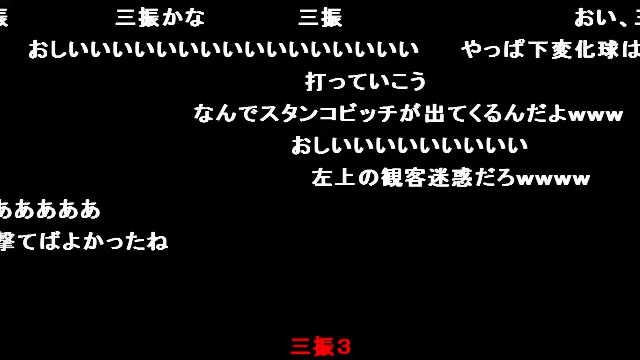 振 三振かな 三振 おい、三
おしいいいいいいいいいいいいいいいい やっぱ下変化球は
打っていこう
なんでスタンコビッチが出てくるんだよwww
おしいいいいいいいいい
左上の観客迷惑だろwwww
あああああ
撃てばよかったね
三振３